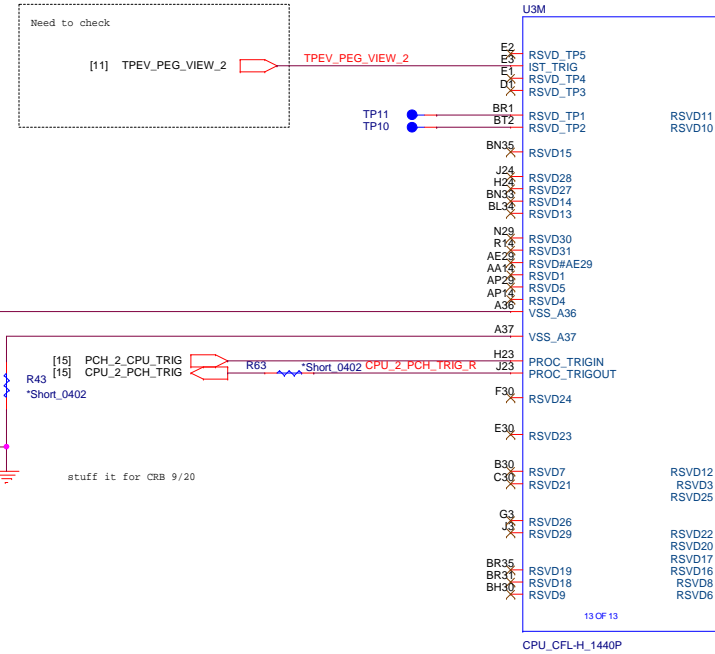 U3M
Need to check
[11] TPEV_PEG_VIEW_2 TPEV_PEG_VIEW_2
E2 RSVD_TP5
E3 IST_TRIG
E1 RSVD_TP4
D1 RSVD_TP3
TP11 BR1 RSVD_TP1 RSVD11
TP10 BT2 RSVD_TP2 RSVD10
BN35 RSVD15
J24 RSVD28
H24 RSVD27
BN33 RSVD14
BL34 RSVD13
N29 RSVD30
R14 RSVD31
AE29 RSVD#AE29
AA14 RSVD1
AP29 RSVD5
AP14 RSVD4
A36 VSS_A36
A37 VSS_A37
[15] PCH_2_CPU_TRIG H23 PROC_TRIGIN
[15] CPU_2_PCH_TRIG R63 *Short_0402 CPU_2_PCH_TRIG_R J23 PROC_TRIGOUT
R43
*Short_0402
F30 RSVD24
E30 RSVD23
stuff it for CRB 9/20
B30 RSVD7 RSVD12
C30 RSVD21 RSVD3
RSVD25
G3 RSVD26
J3 RSVD29 RSVD22
RSVD20
RSVD17
BR35 RSVD19 RSVD16
BR31 RSVD18 RSVD8
BH30 RSVD9 RSVD6
13 OF 13
CPU_CFL-H_1440P